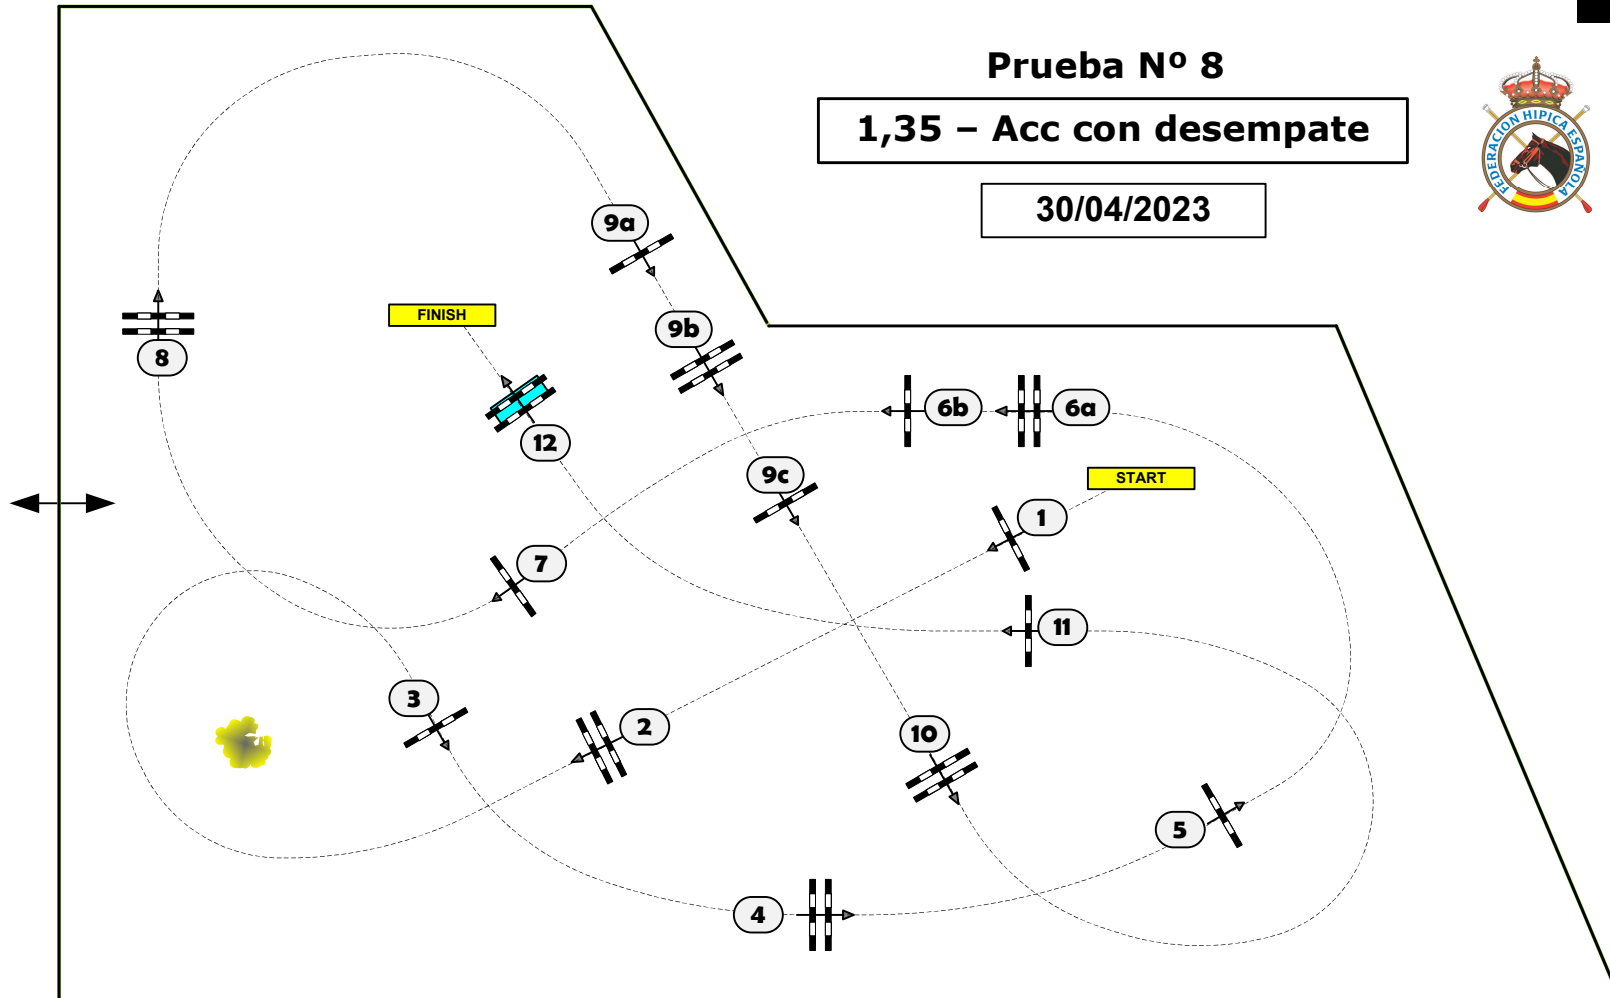 Prueba Nº 8
1,35 – Acc con desempate
30/04/2023
FEDERACION HIPICA ESPAÑOLA
9a
FINISH
9b
8
6b
6a
12
9c
START
1
7
11
3
2
10
5
4